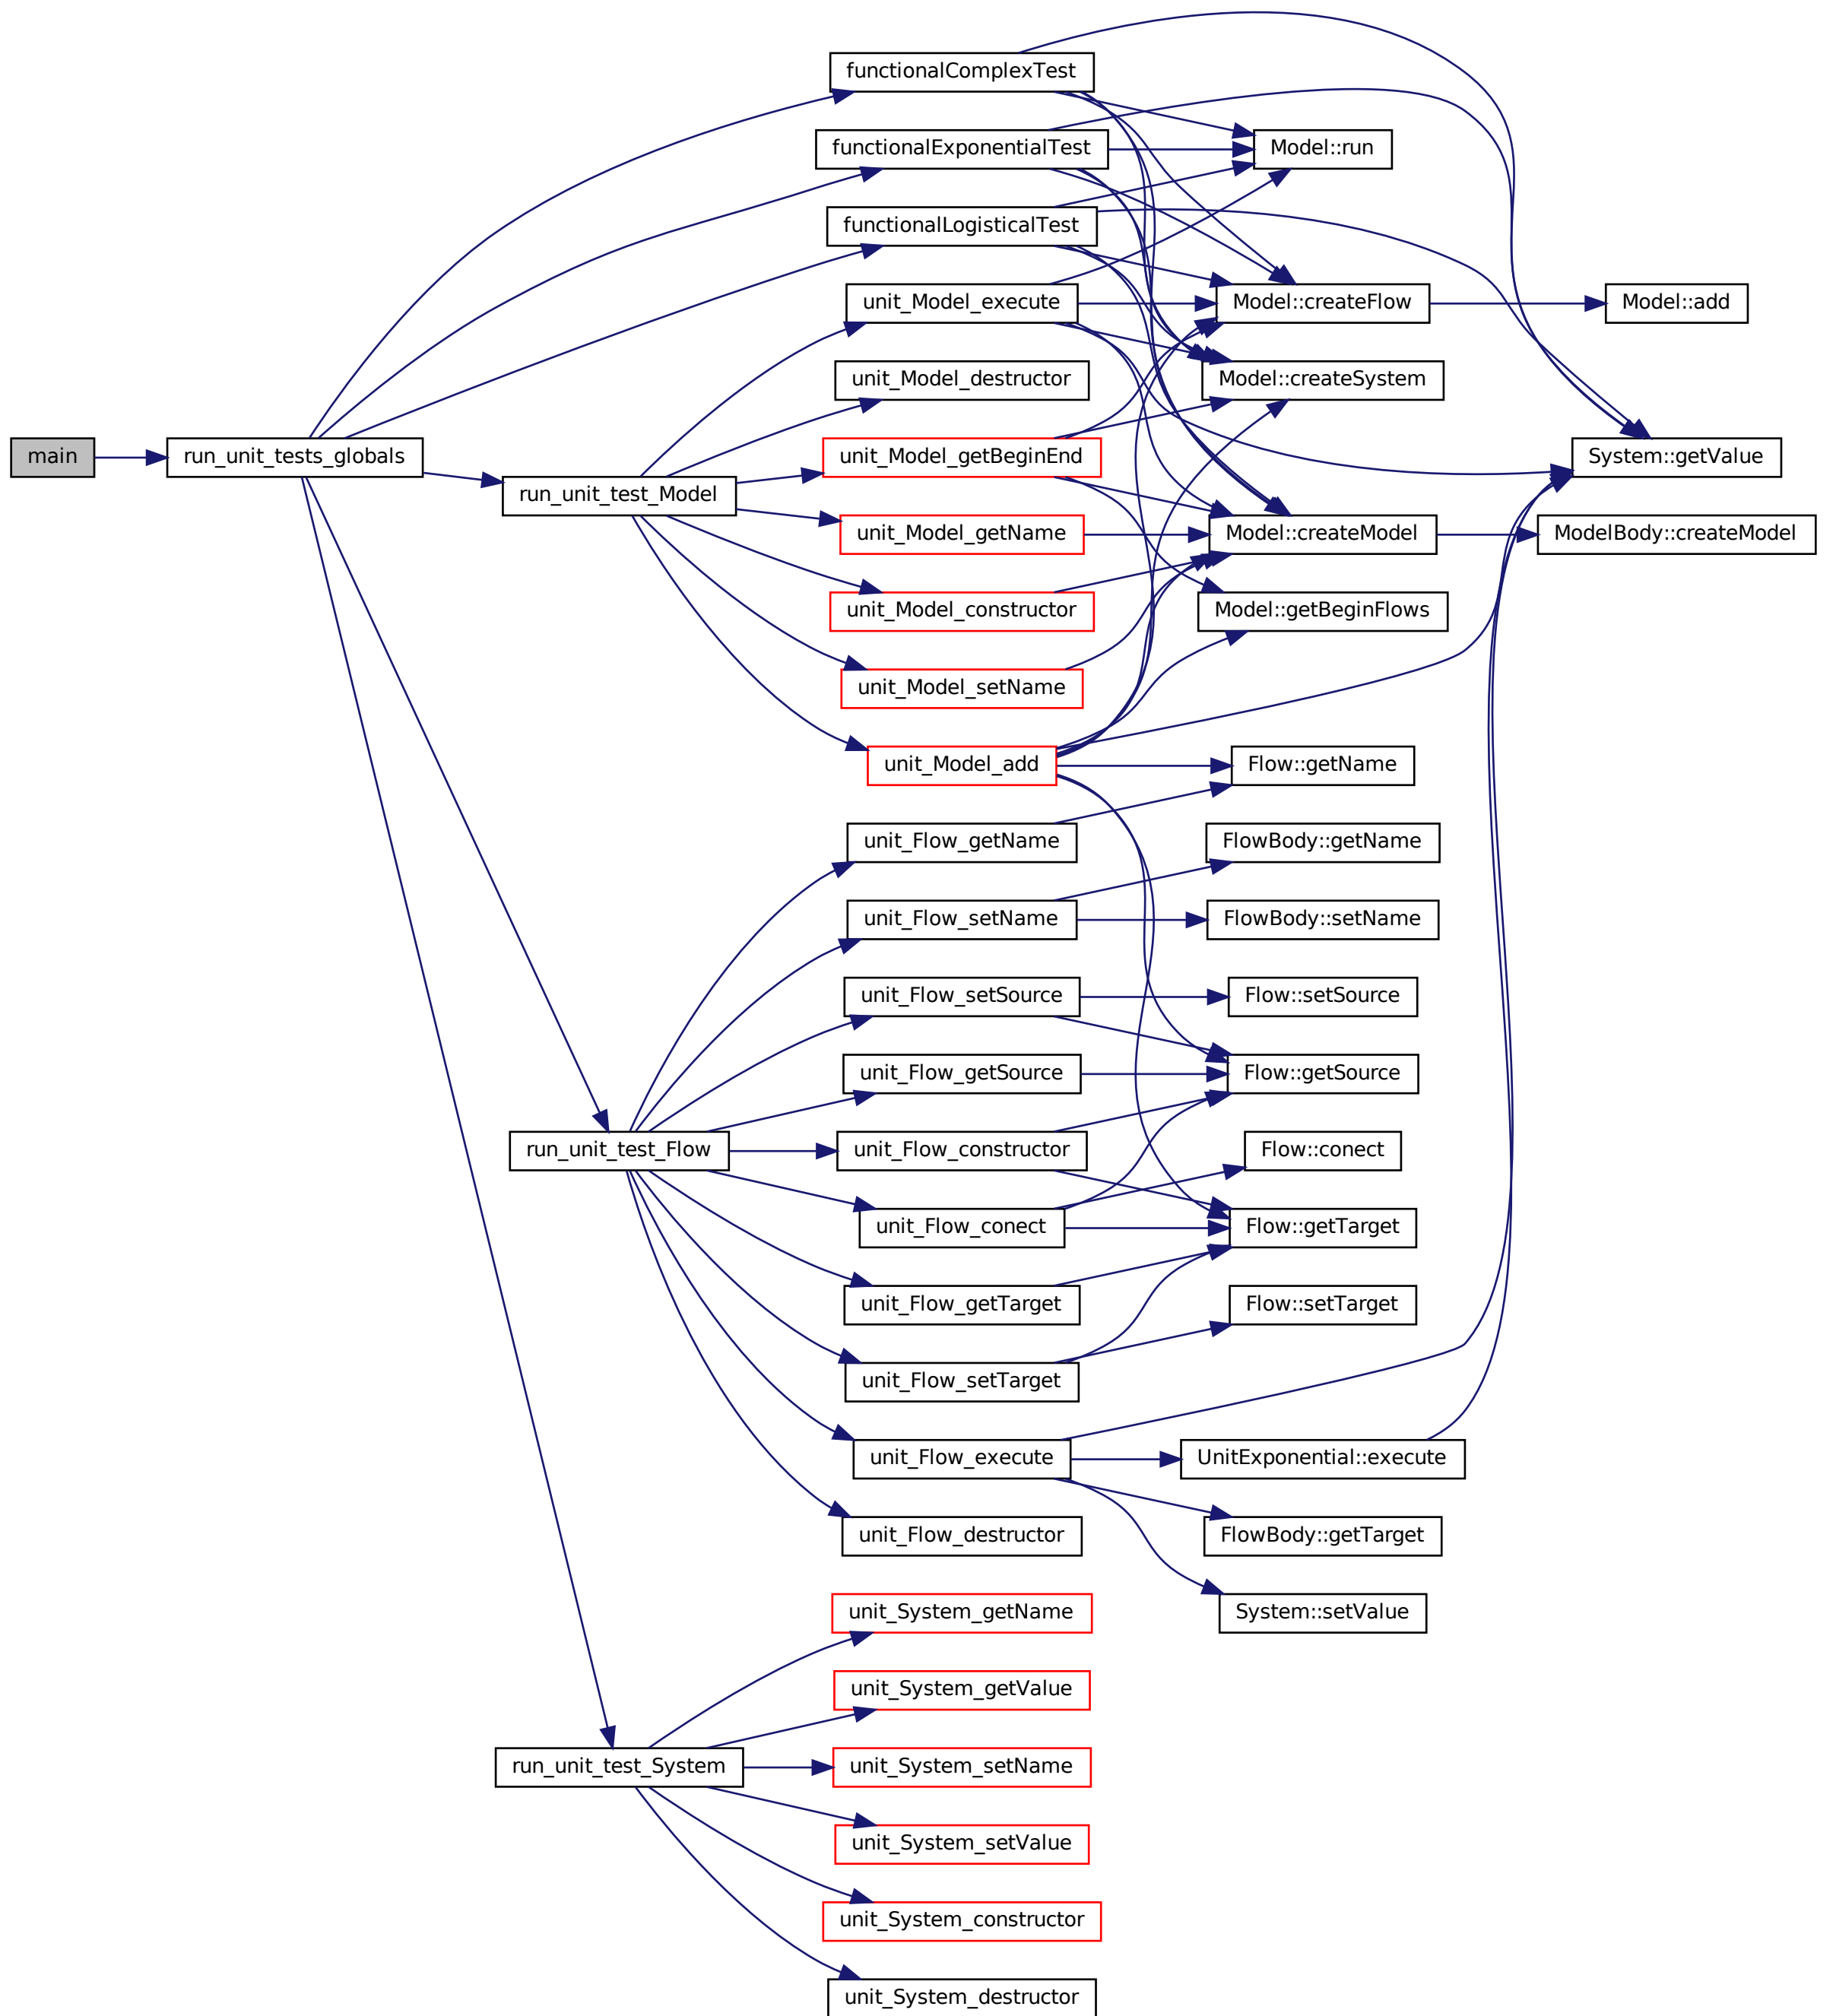 main
run_unit_tests_globals
functionalComplexTest
functionalExponentialTest
functionalLogisticalTest
run_unit_test_Model
unit_Model_execute
unit_Model_destructor
unit_Model_getBeginEnd
unit_Model_getName
unit_Model_constructor
unit_Model_setName
unit_Model_add
run_unit_test_Flow
unit_Flow_getName
unit_Flow_setName
unit_Flow_setSource
unit_Flow_getSource
unit_Flow_constructor
unit_Flow_conect
unit_Flow_getTarget
unit_Flow_setTarget
unit_Flow_execute
unit_Flow_destructor
run_unit_test_System
unit_System_getName
unit_System_getValue
unit_System_setName
unit_System_setValue
unit_System_constructor
unit_System_destructor
Model::run
Model::createFlow
Model::createSystem
Model::createModel
Model::getBeginFlows
Flow::getName
FlowBody::getName
FlowBody::setName
Flow::setSource
Flow::getSource
Flow::conect
Flow::getTarget
Flow::setTarget
UnitExponential::execute
FlowBody::getTarget
System::setValue
Model::add
System::getValue
ModelBody::createModel